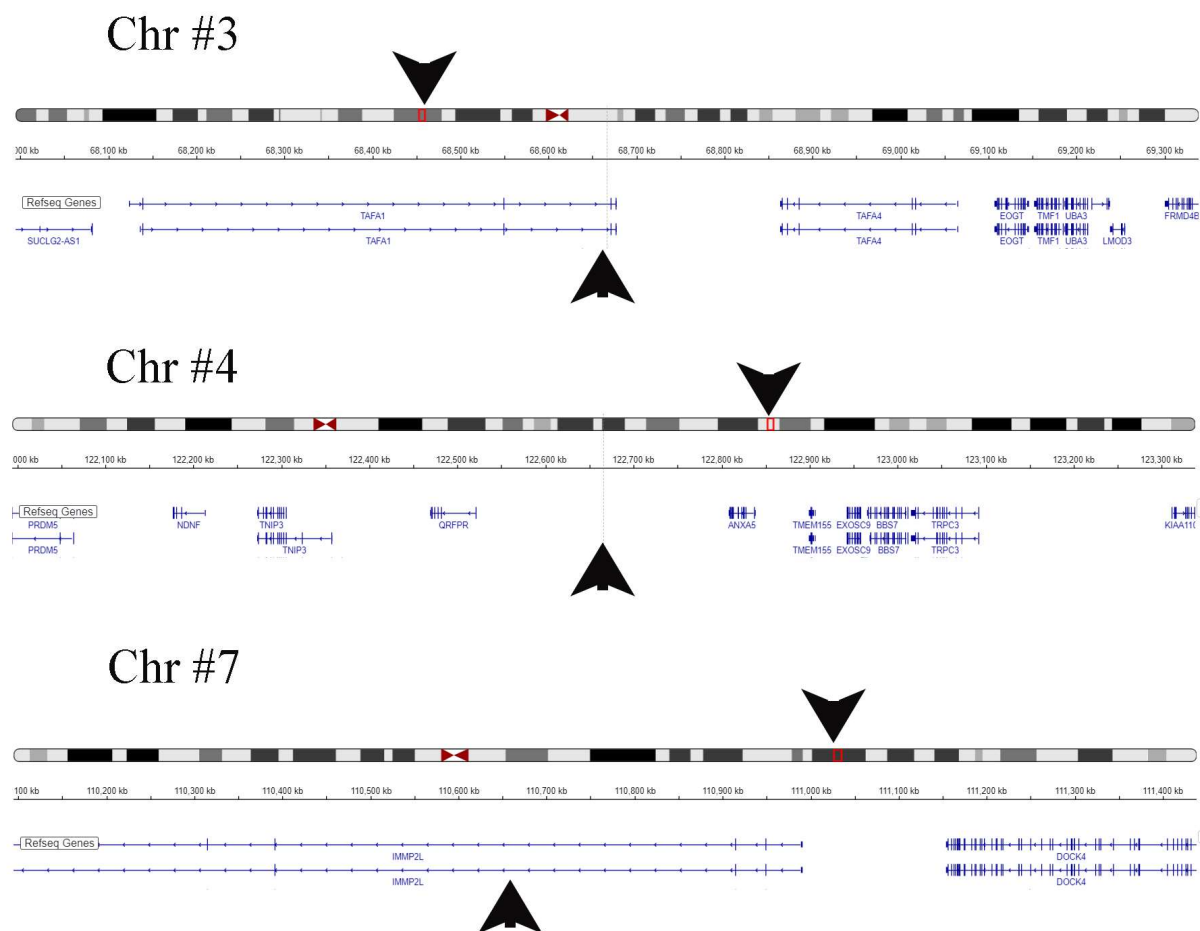 Chr #3
000 kb 68,100 kb 68,200 kb 68,300 kb 68,400 kb 68,500 kb 68,600 kb 68,700 kb 68,800 kb 68,900 kb 69,000 kb 69,100 kb 69,200 kb 69,300 kb
Refseq Genes TAFA1 TAFA4 EOGT TMF1 UBA3 FRMD4B
SUCLG2-AS1 TAFA1 TAFA4 EOGT TMF1 UBA3 LMOD3
Chr #4
000 kb 122,100 kb 122,200 kb 122,300 kb 122,400 kb 122,500 kb 122,600 kb 122,700 kb 122,800 kb 122,900 kb 123,000 kb 123,100 kb 123,200 kb 123,300 kb
Refseq Genes
PRDM5 NDNF TNIP3 QRFPR ANXA5 TMEM155 EXOSC9 BBS7 TRPC3 KIAA110
PRDM5 TNIP3 TMEM155 EXOSC9 BBS7 TRPC3
Chr #7
100 kb 110,200 kb 110,300 kb 110,400 kb 110,500 kb 110,600 kb 110,700 kb 110,800 kb 110,900 kb 111,000 kb 111,100 kb 111,200 kb 111,300 kb 111,400 kb
Refseq Genes
IMMP2L DOCK4
IMMP2L DOCK4